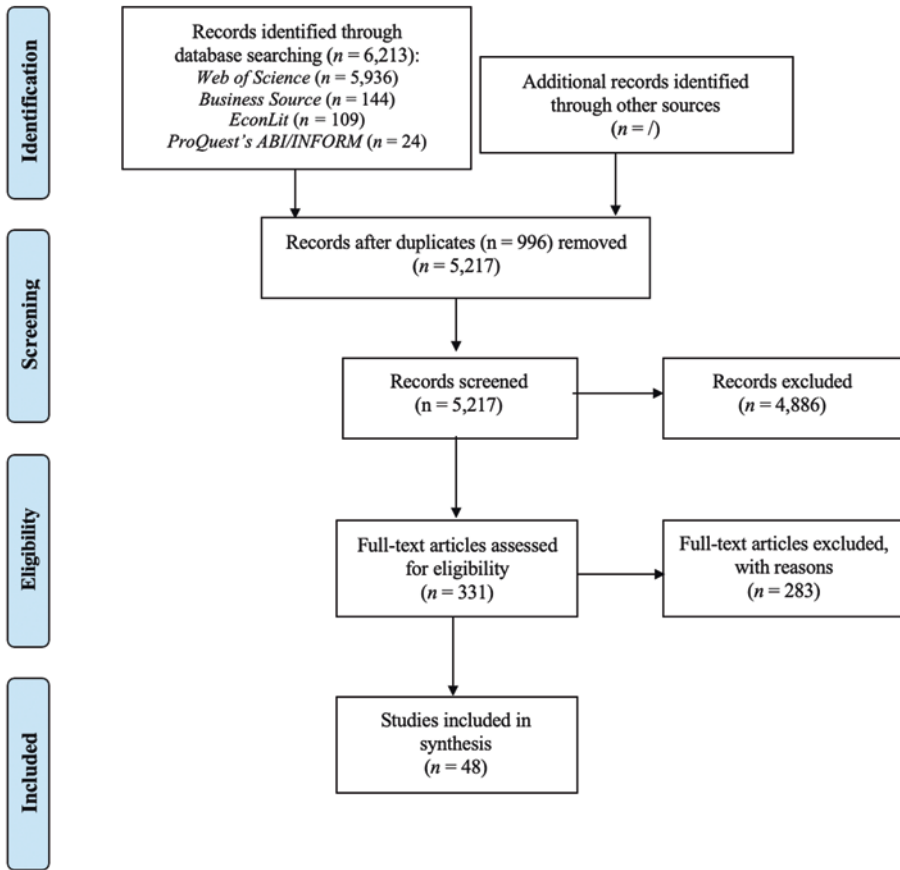 Identification
Records identified through
database searching (n = 6,213):
Web of Science (n = 5,936)
Business Source (n = 144)
EconLit (n = 109)
ProQuest's ABI/INFORM (n = 24)
Additional records identified
through other sources
(n = /)
Screening
Records after duplicates (n = 996) removed
(n = 5,217)
Records screened
(n = 5,217)
Records excluded
(n = 4,886)
Eligibility
Full-text articles assessed
for eligibility
(n = 331)
Full-text articles excluded,
with reasons
(n = 283)
Included
Studies included in
synthesis
(n = 48)